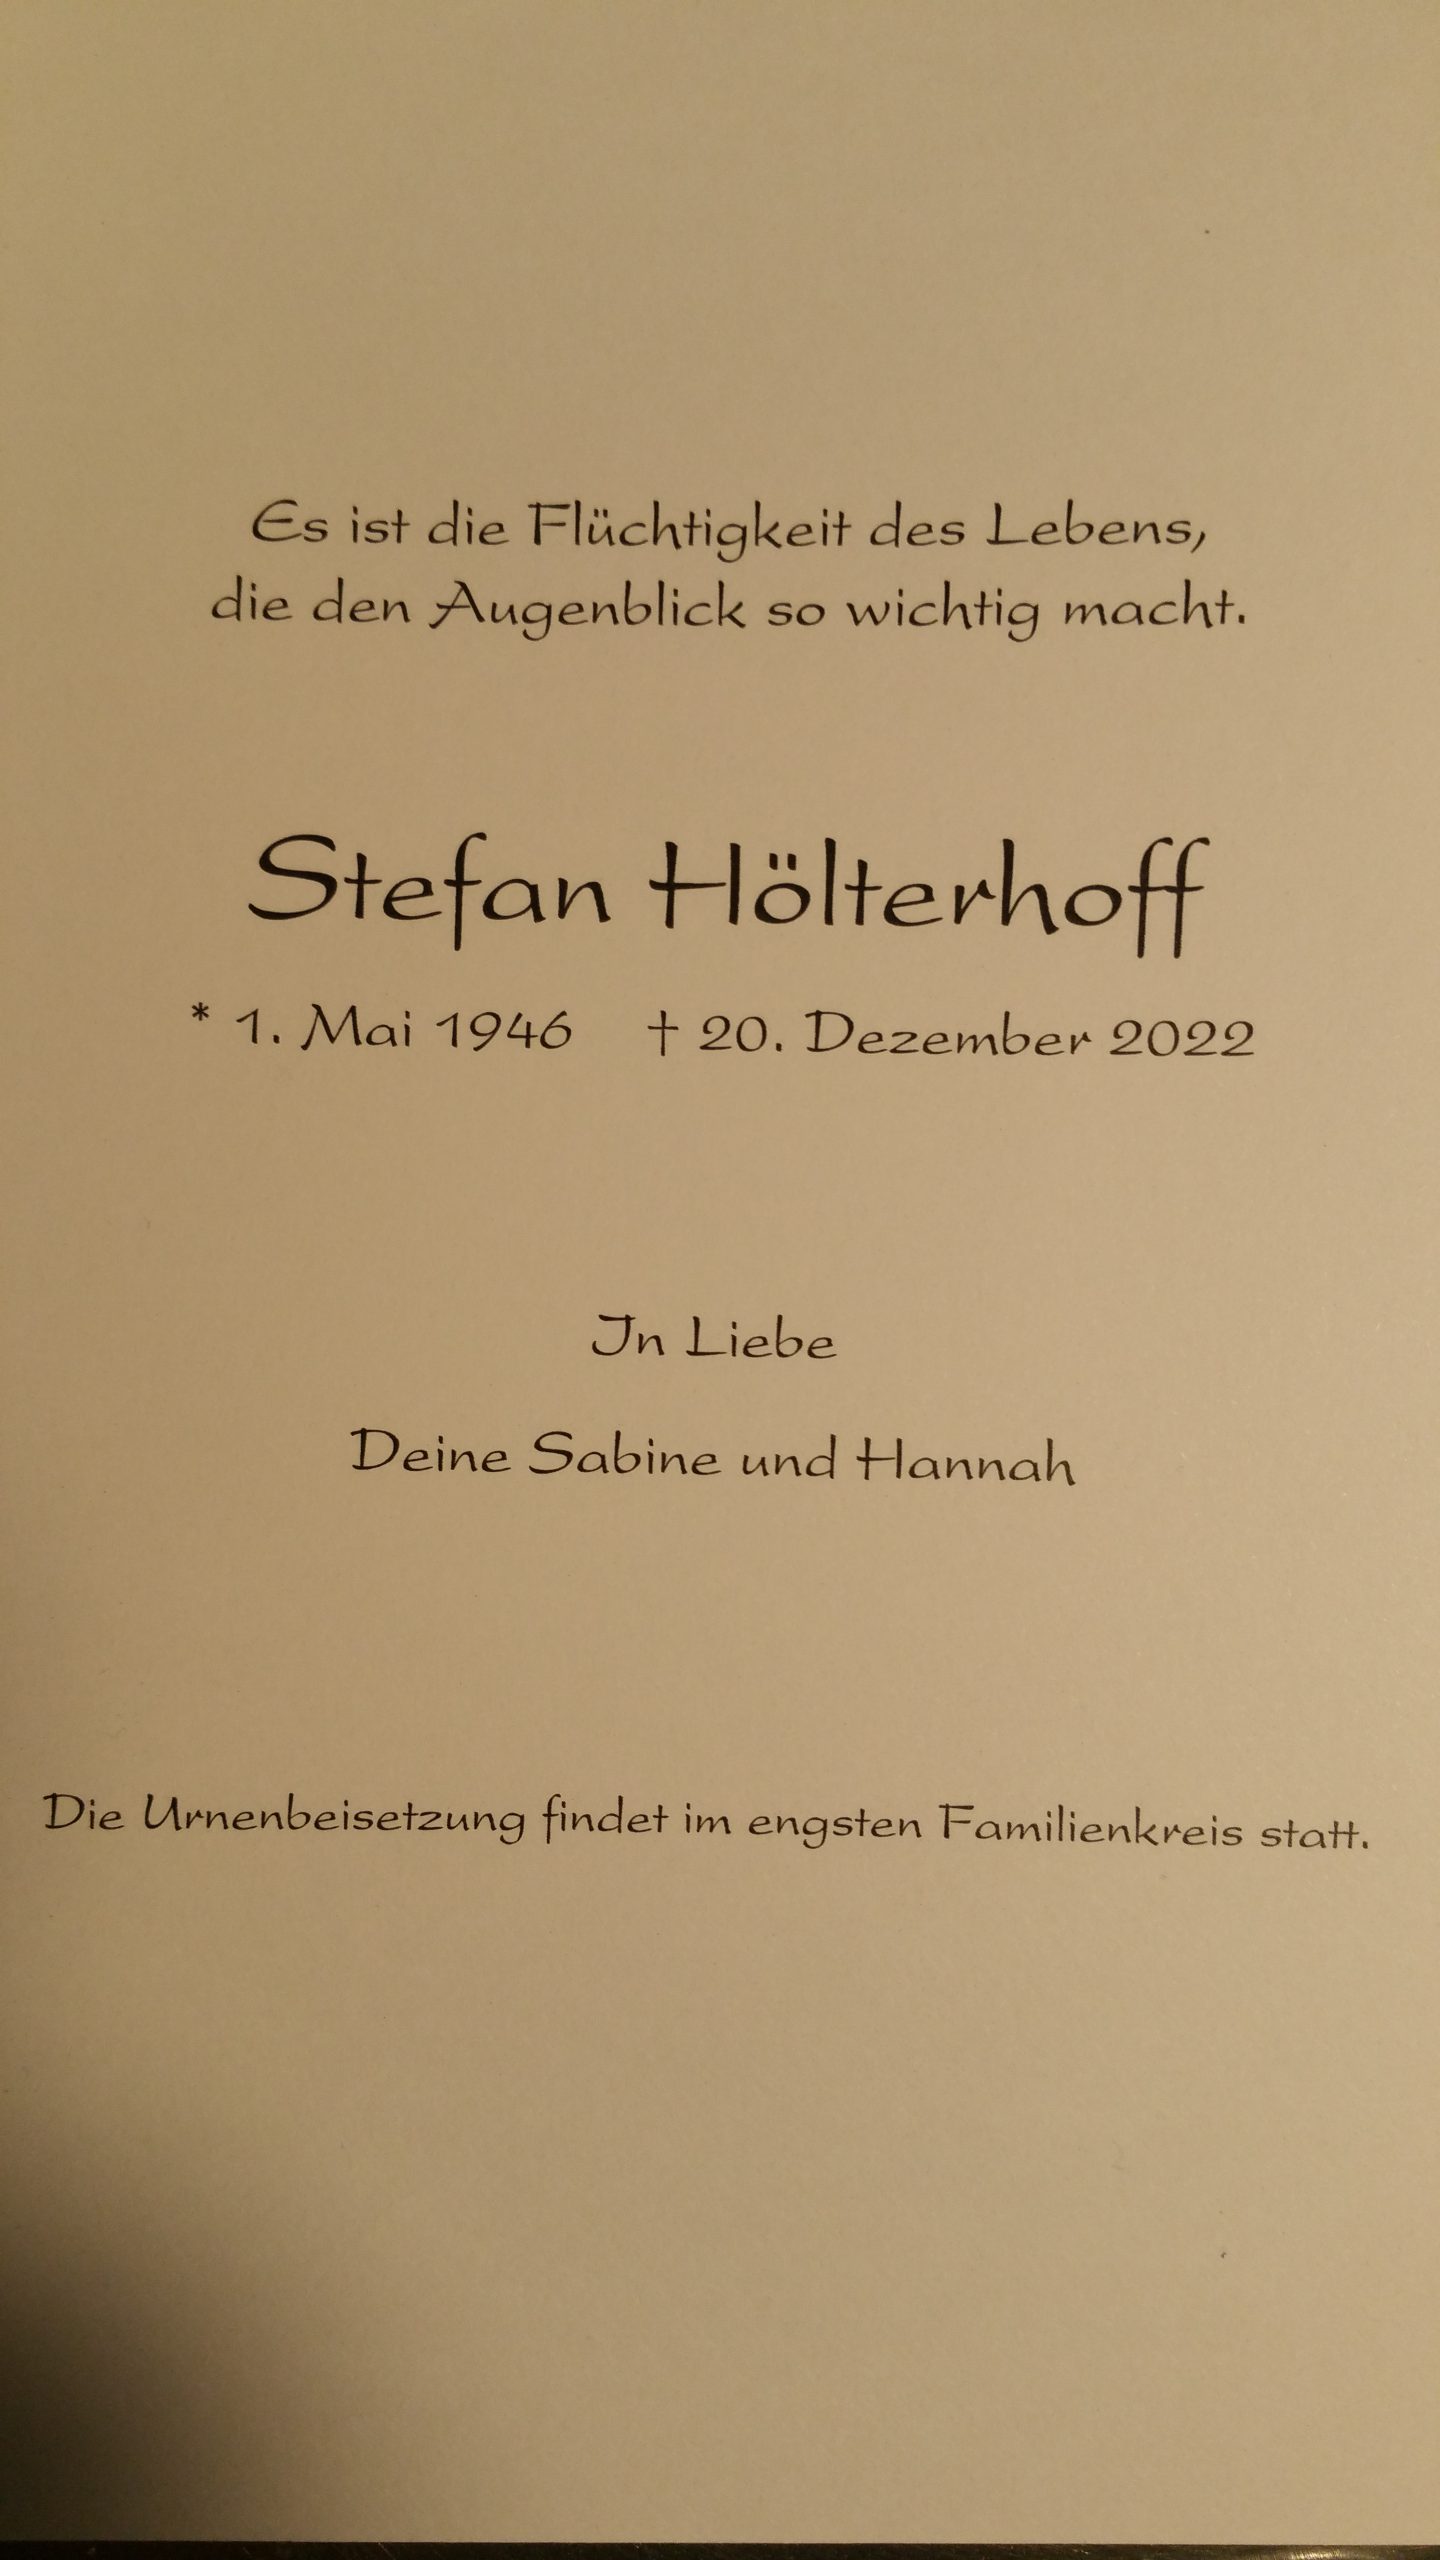 Es ist die Flüchtigkeit des Lebens,
die den Augenblick so wichtig macht.
Stefan Hölterhoff
* 1. Mai 1946 † 20. Dezember 2022
In Liebe
Deine Sabine und Hannah
Die Urnenbeisetzung findet im engsten Familienkreis statt.